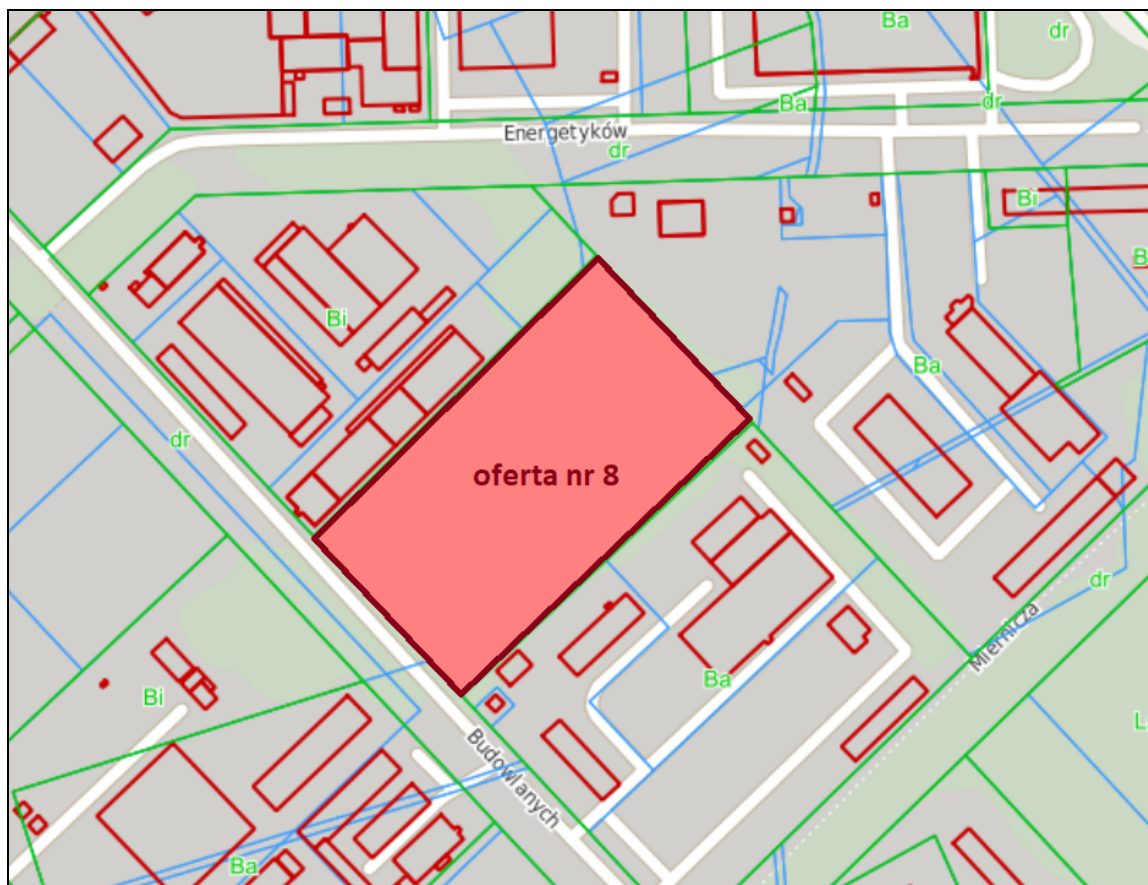 Ba
dr
Ba
dr
Energetyków
dr
Bi
B
Bi
Ba
dr
oferta nr 8
dr
Miernicza
Ba
Bi
L
Budowlanych
Ba